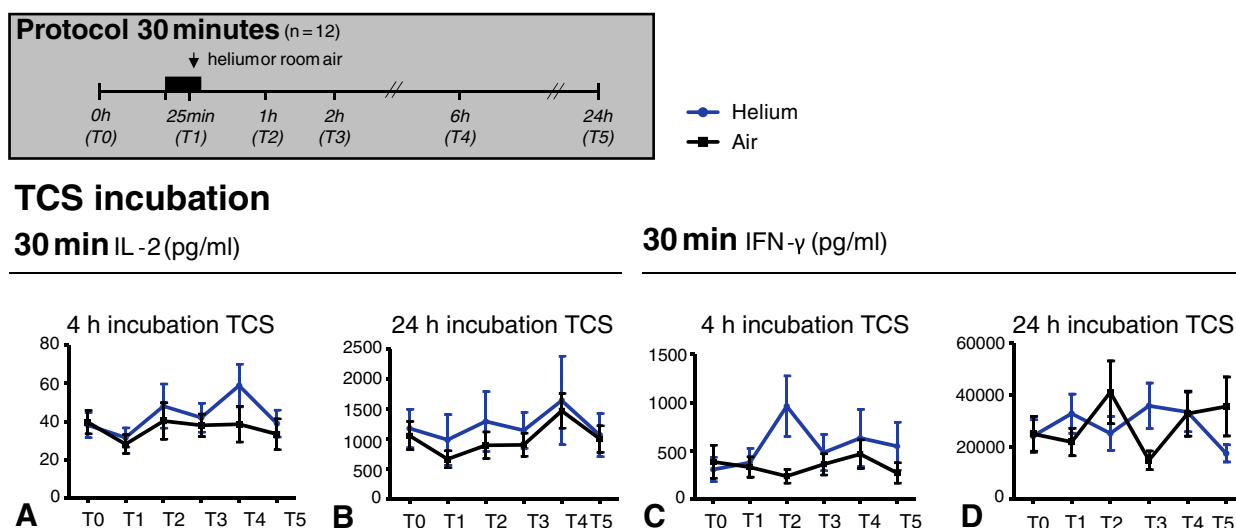 Protocol 30 minutes (n = 12)
helium or room air
0h 25min 1h 2h 6h 24h
(T0) (T1) (T2) (T3) (T4) (T5)
Helium
Air
TCS incubation
30 min IL-2 (pg/ml)
30 min IFN-γ (pg/ml)
4 h incubation TCS
80
60
40
20
0
A T0 T1 T2 T3 T4 T5
24 h incubation TCS
2500
2000
1500
1000
500
0
B T0 T1 T2 T3 T4 T5
4 h incubation TCS
1500
1000
500
0
C T0 T1 T2 T3 T4 T5
24 h incubation TCS
60000
40000
20000
0
D T0 T1 T2 T3 T4 T5